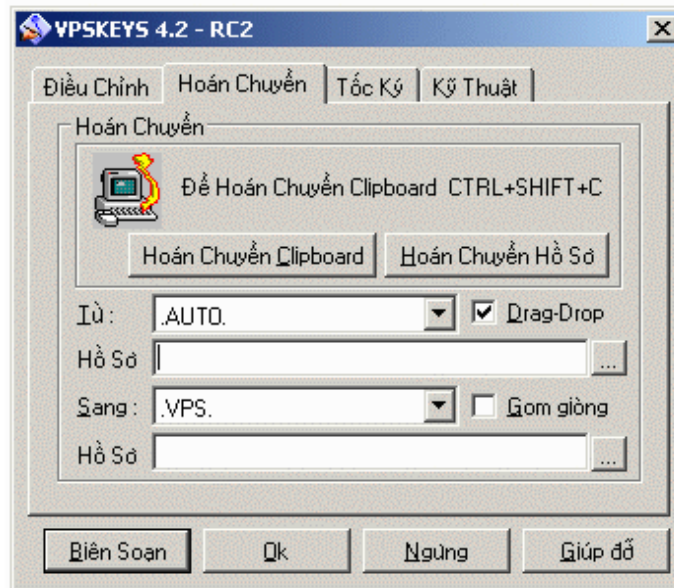 VPSKEYS 4.2 - RC2
Điều Chỉnh Hoán Chuyển Tốc Ký Kỹ Thuật
Hoán Chuyển
Để Hoán Chuyển Clipboard CTRL+SHIFT+C
Hoán Chuyển Clipboard Hoán Chuyển Hồ Sơ
Từ : .AUTO. Drag-Drop
Hồ Sơ ...
Sang : .VPS. Gom giòng
Hồ Sơ ...
Biên Soạn Ok Ngừng Giúp đỡ